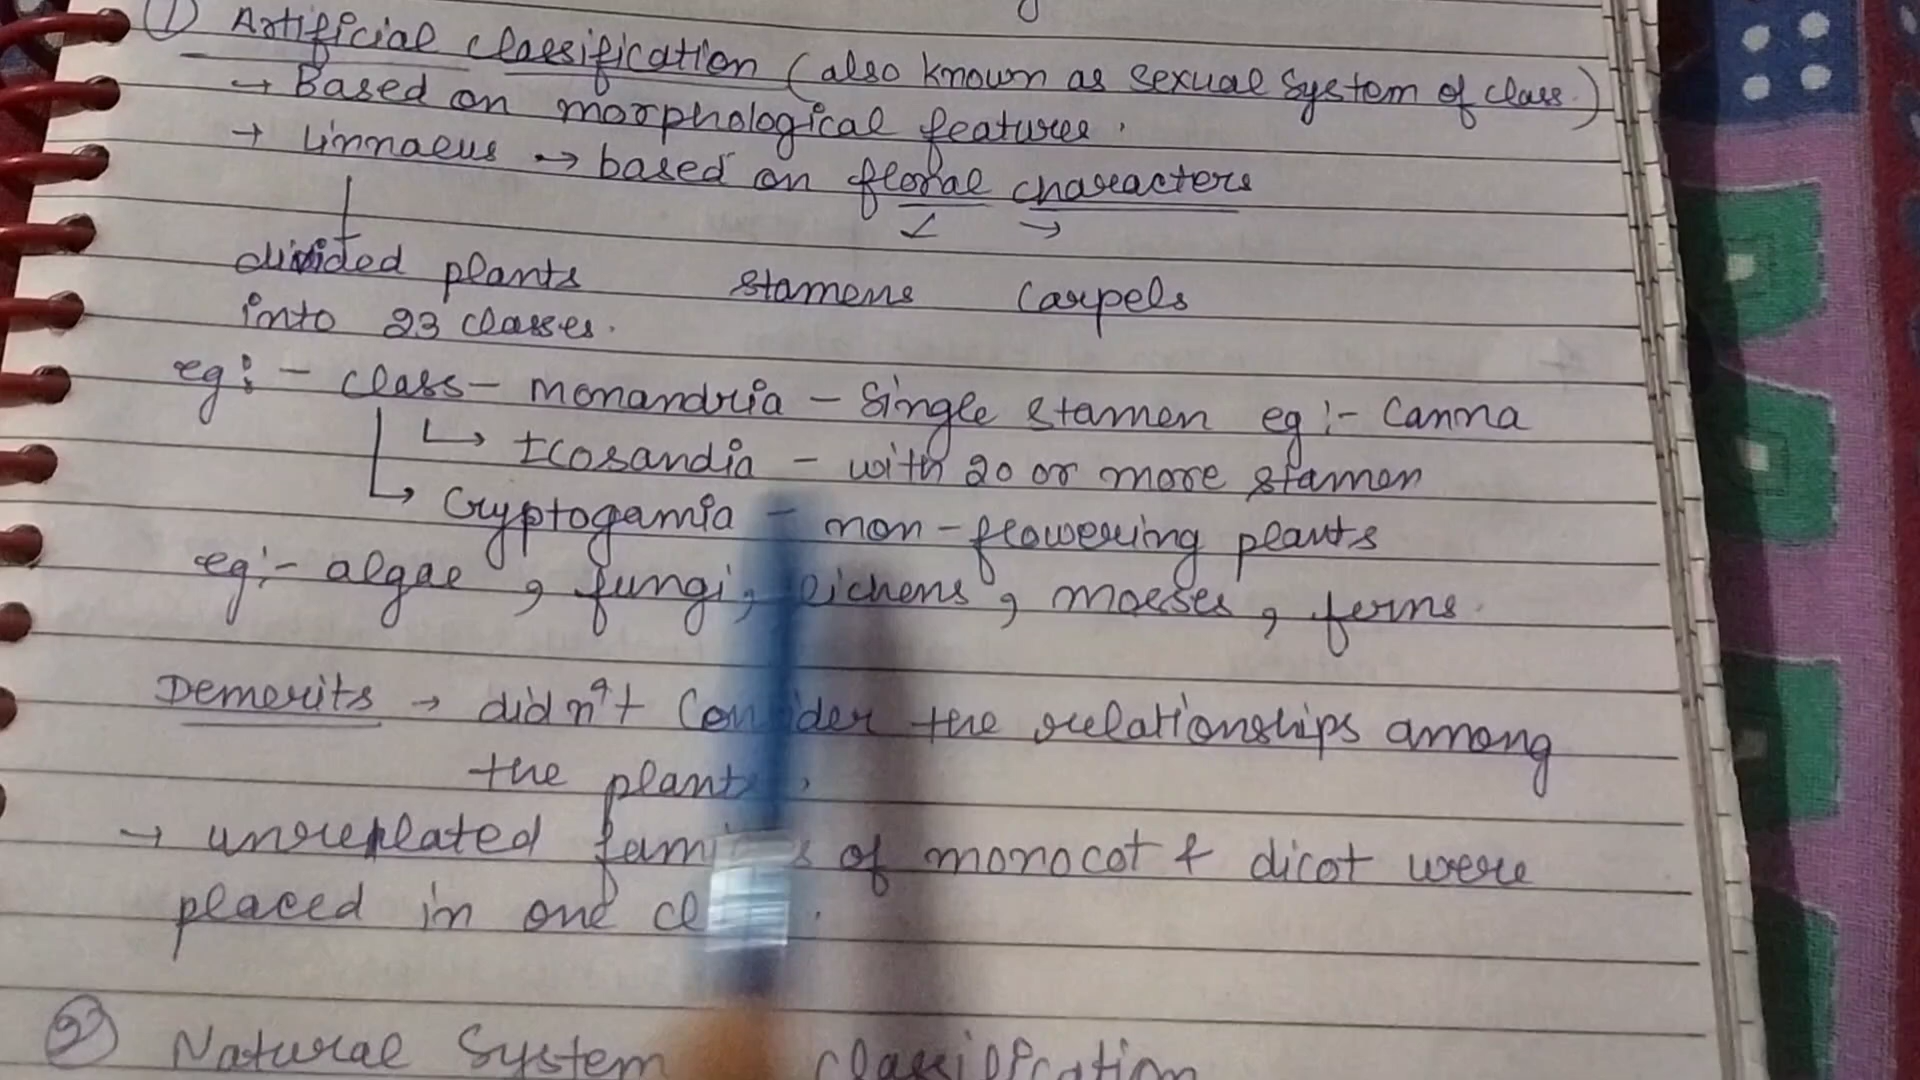 ① Artificial classification (also known as sexual System of class.)
→ Based on morphological features.
→ Linnaeus → based on floral characters
divided plants stamens Carpels
into 23 classes.
eg:- class- monandria - Single stamen eg:- Canna
↳ Icosandia - with 20 or more stamen
↳ Cryptogamia - non-flowering plants
eg:- algae, fungi, lichens, mosses, ferns.
Demerits → didn't Consider the relationships among
the plants.
→ unrelated of monocot & dicot were
placed in one
② Natural System classification